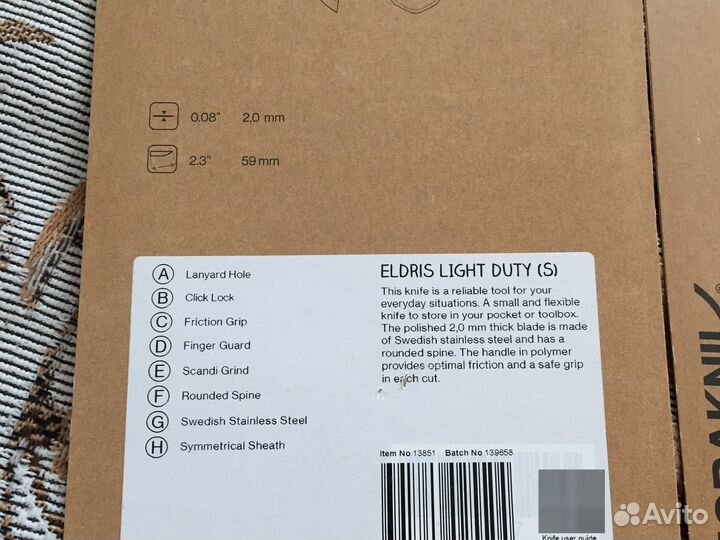 0.08" 2,0 mm
2.3" 59 mm
A Lanyard Hole
B Click Lock
C Friction Grip
D Finger Guard
E Scandi Grind
F Rounded Spine
G Swedish Stainless Steel
H Symmetrical Sheath
ELDRIS LIGHT DUTY (S)
This knife is a reliable tool for your
everyday situations. A small and flexible
knife to store in your pocket or toolbox.
The polished 2,0 mm thick blade is made
of Swedish stainless steel and has a
rounded spine. The handle in polymer
provides optimal friction and a safe grip
in each cut.
Item No 13851 Batch No 139658
Knife user guide
Avito